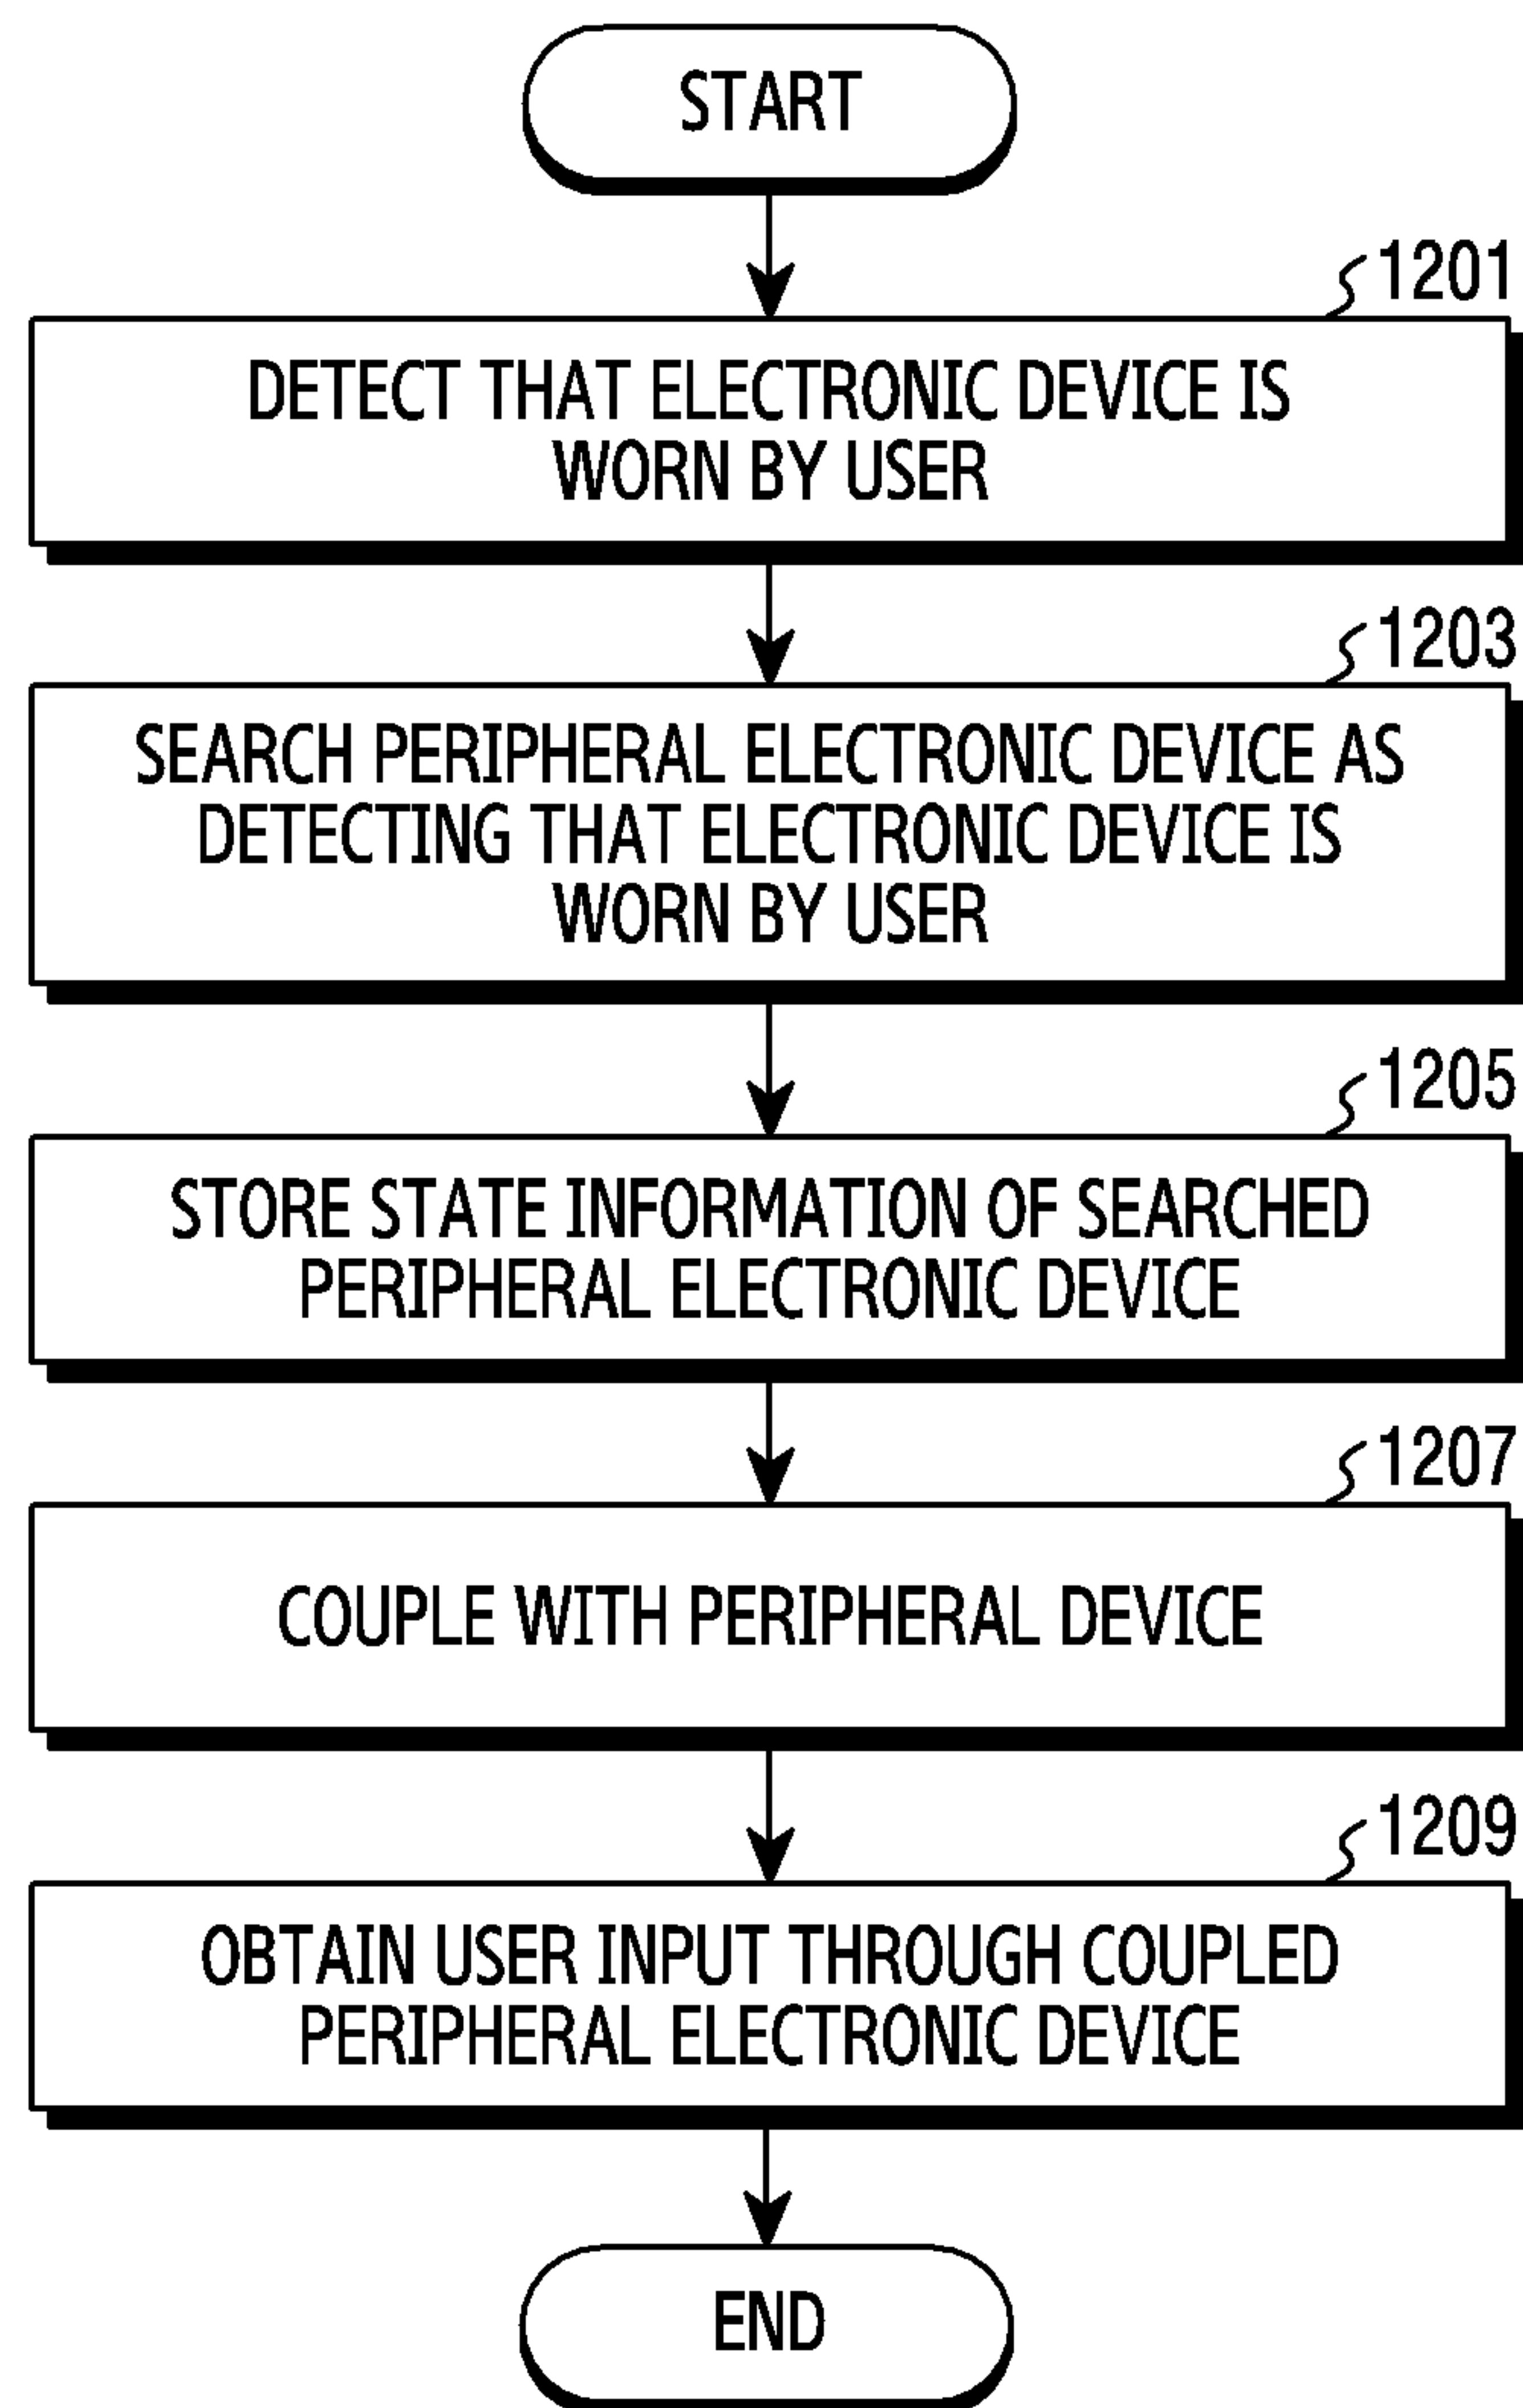 START
1201
DETECT THAT ELECTRONIC DEVICE IS
WORN BY USER
1203
SEARCH PERIPHERAL ELECTRONIC DEVICE AS
DETECTING THAT ELECTRONIC DEVICE IS
WORN BY USER
1205
STORE STATE INFORMATION OF SEARCHED
PERIPHERAL ELECTRONIC DEVICE
1207
COUPLE WITH PERIPHERAL DEVICE
1209
OBTAIN USER INPUT THROUGH COUPLED
PERIPHERAL ELECTRONIC DEVICE
END